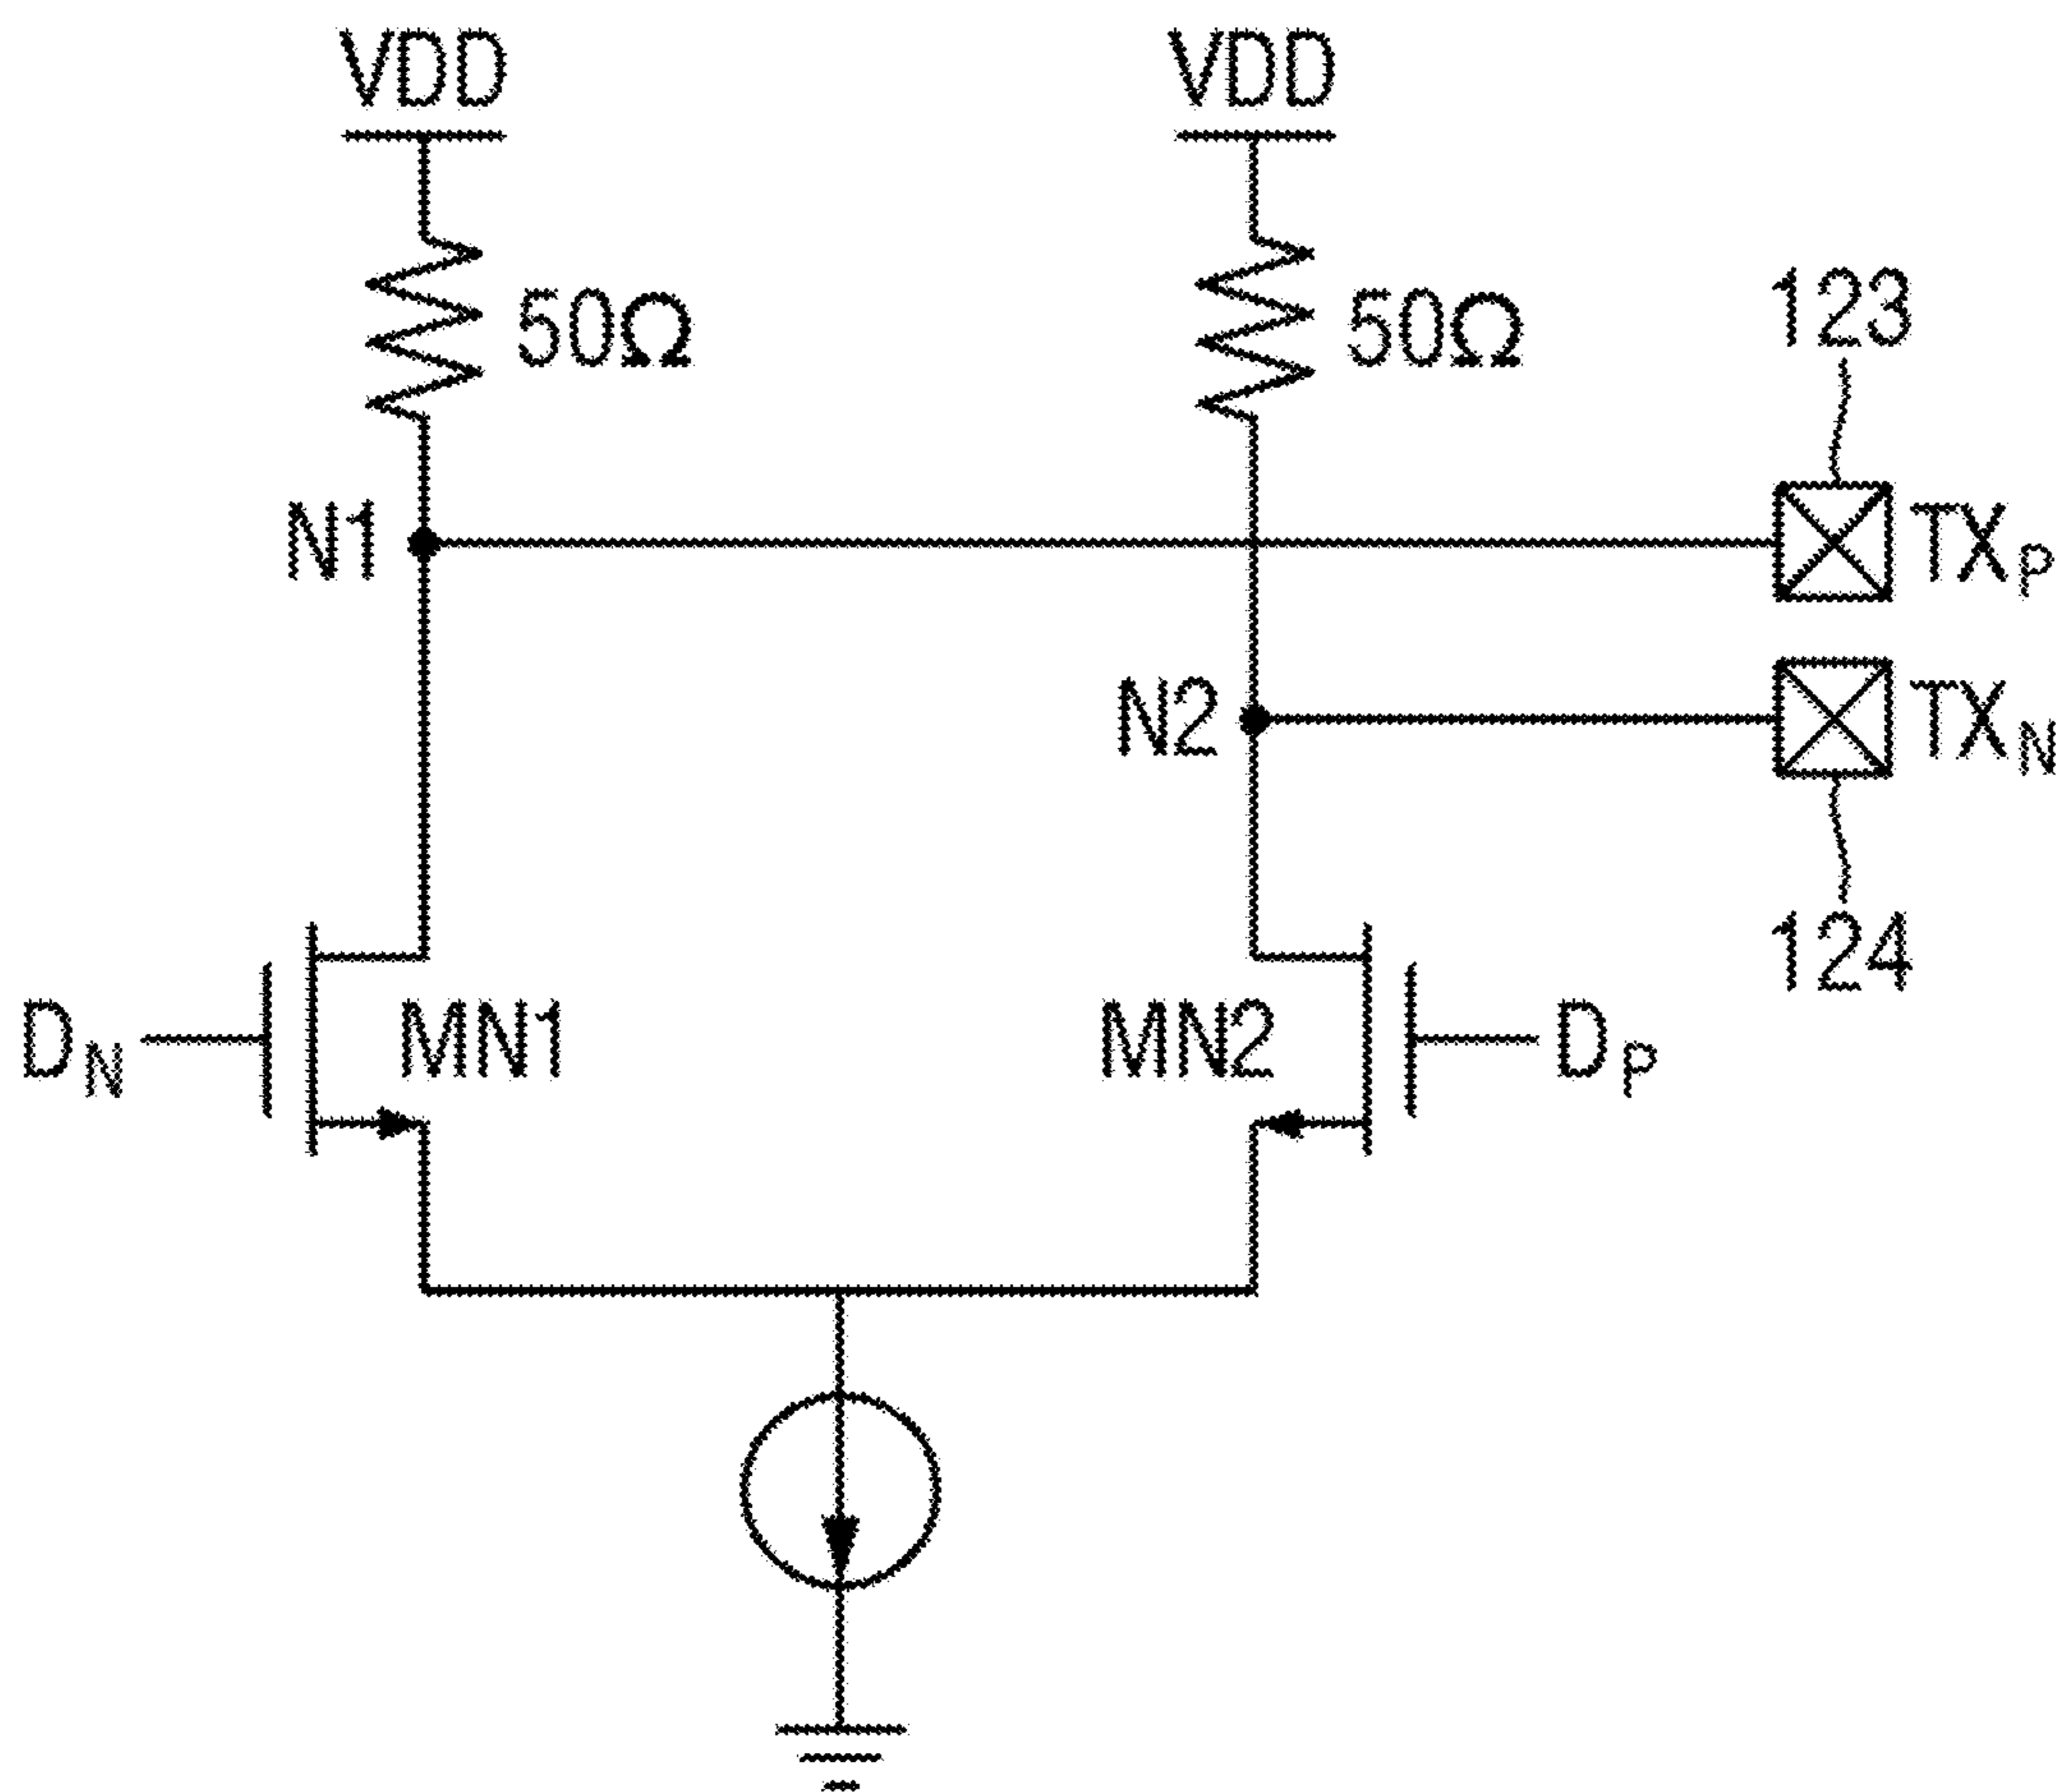 VDD
VDD
50Ω
50Ω
123
N1
TXP
N2
TXN
124
DN
MN1
MN2
DP